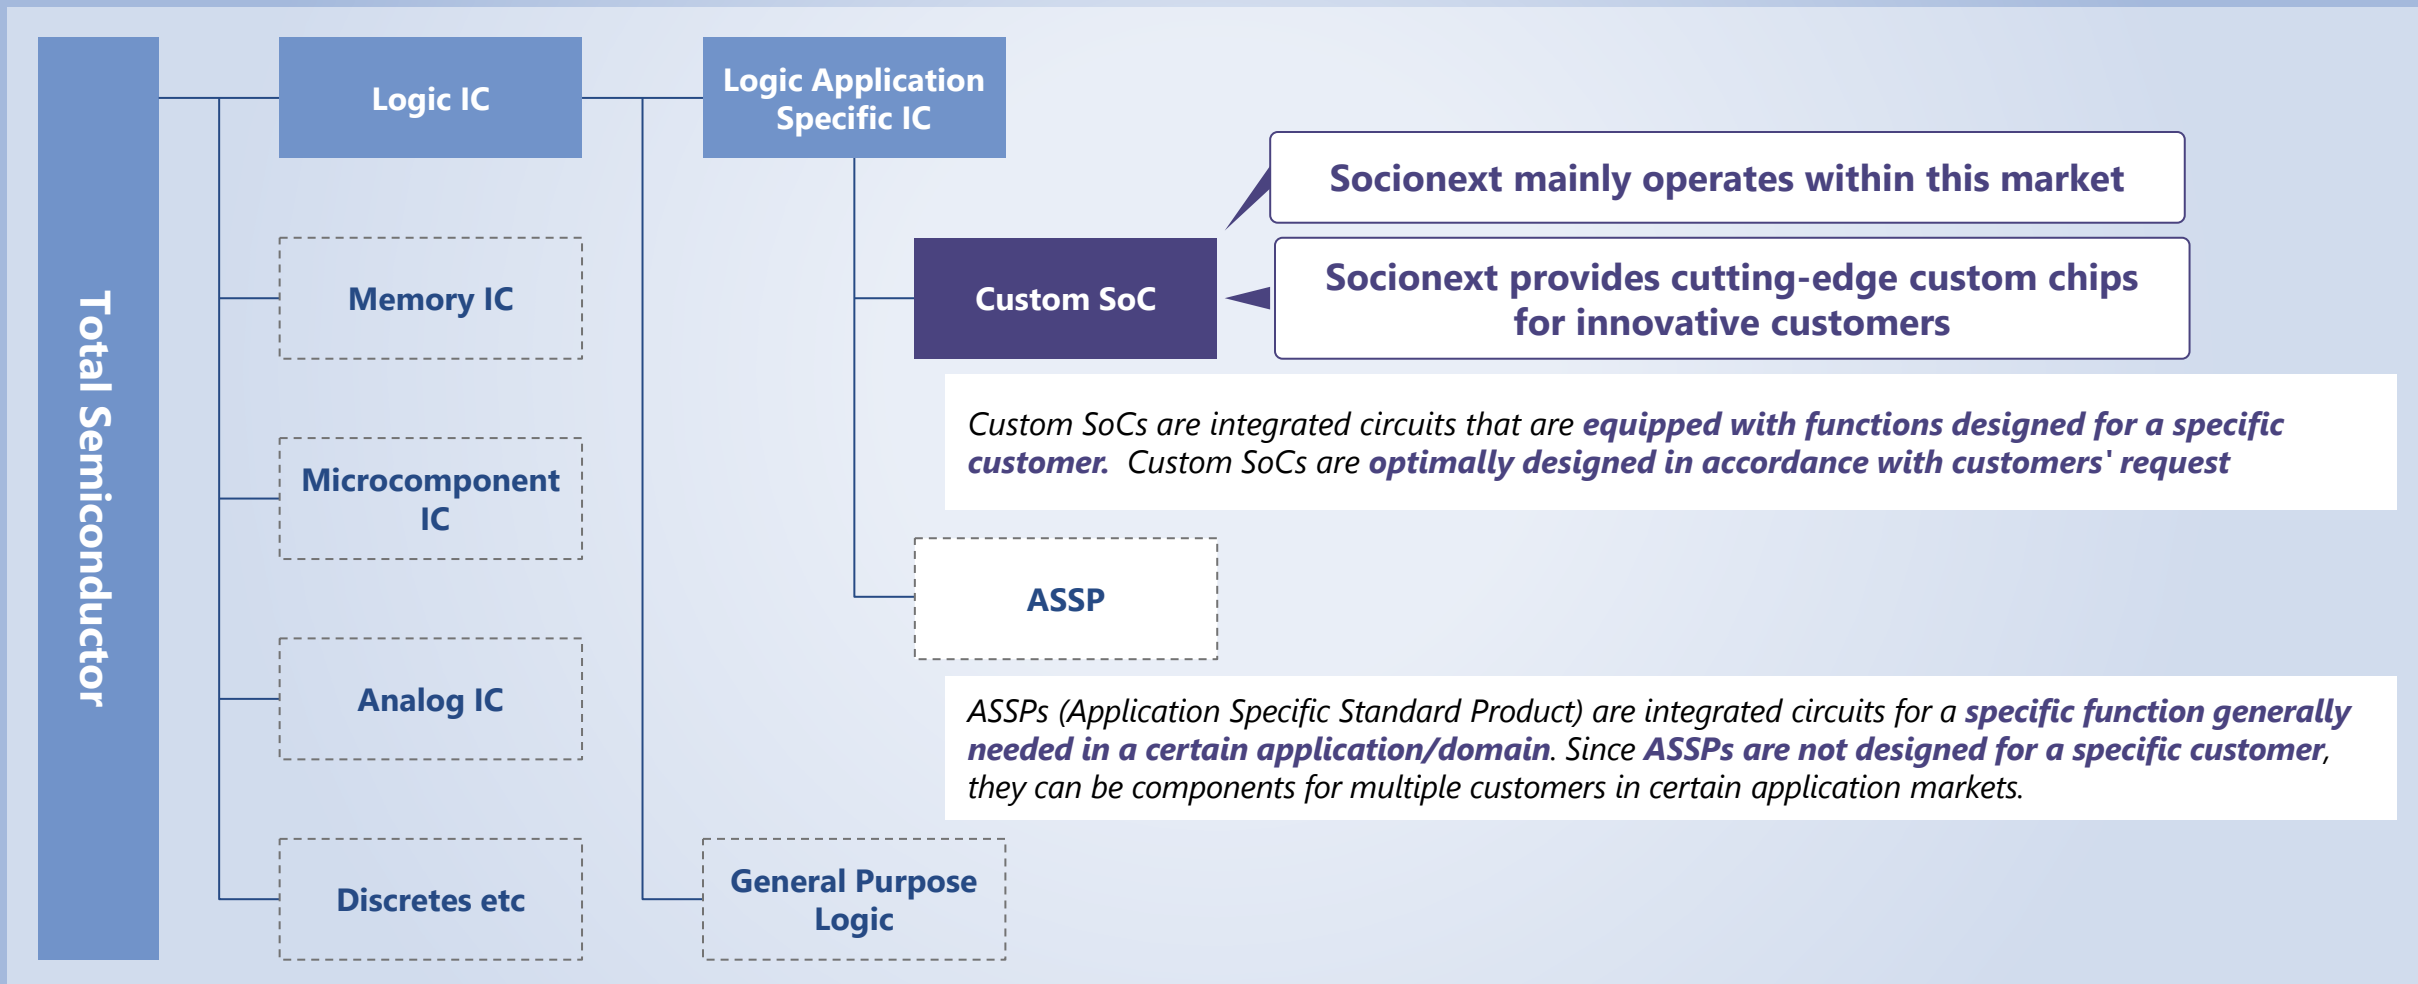 Total Semiconductor
Logic IC
Memory IC
Microcomponent
IC
Analog IC
Discretes etc
Logic Application
Specific IC
General Purpose
Logic
Custom SoC
Socionext mainly operates within this market
Socionext provides cutting-edge custom chips
for innovative customers
Custom SoCs are integrated circuits that are equipped with functions designed for a specific
customer.  Custom SoCs are optimally designed in accordance with customers' request
ASSP
ASSPs (Application Specific Standard Product) are integrated circuits for a specific function generally
needed in a certain application/domain. Since ASSPs are not designed for a specific customer,
they can be components for multiple customers in certain application markets.